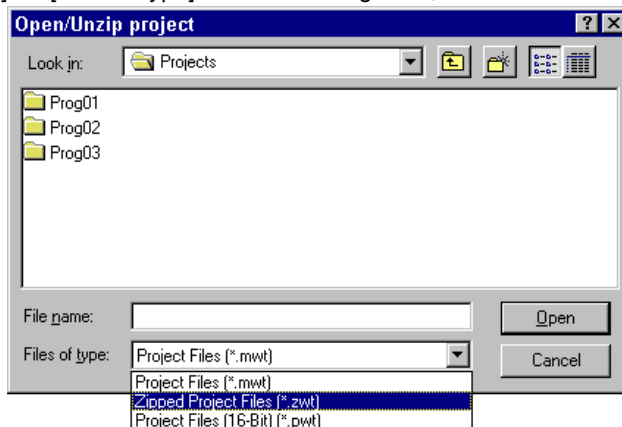 Open/Unzip project
Look in: Projects
Prog01
Prog02
Prog03
File name: Open
Files of type: Project Files (*.mwt) Cancel
Project Files (*.mwt)
Zipped Project Files (*.zwt)
Project Files (16-Bit) (*.pwt)